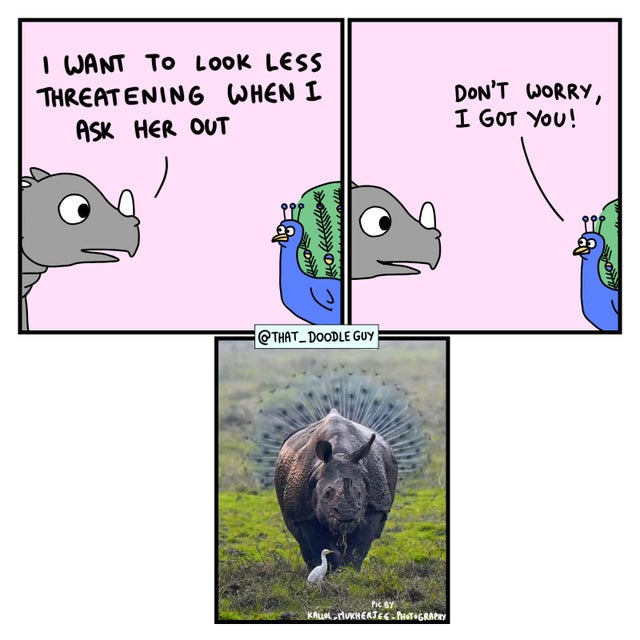 I WANT TO LOOK LESS
THREATENING WHEN I
ASK HER OUT
DON'T WORRY,
I GOT YOU!
@THAT_DOODLE GUY
PIC BY:
KALLOL_MUKHERJEE_PHOTOGRAPHY